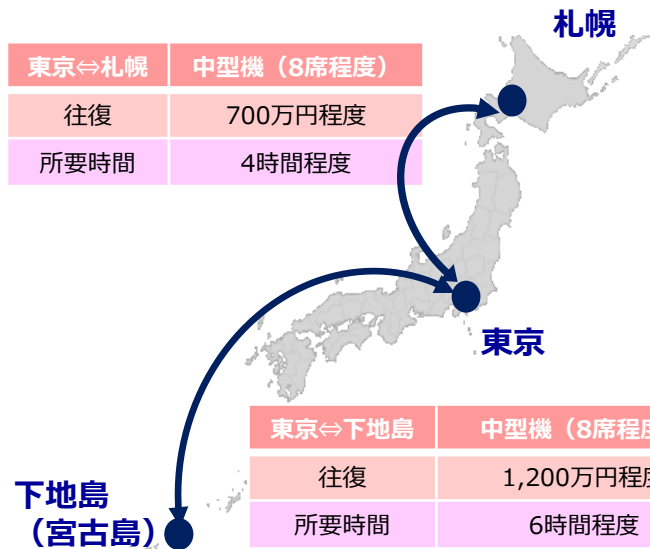 札幌
東京⇔札幌 中型機（8席程度）
往復 700万円程度
所要時間 4時間程度
東京
東京⇔下地島 中型機（8席程度
往復 1,200万円程度
所要時間 6時間程度
下地島
（宮古島）